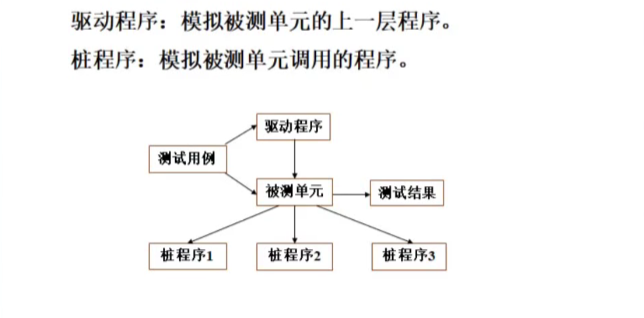 驱动程序：模拟被测单元的上一层程序。
桩程序：模拟被测单元调用的程序。
驱动程序
测试用例
被测单元
测试结果
桩程序1
桩程序2
桩程序3